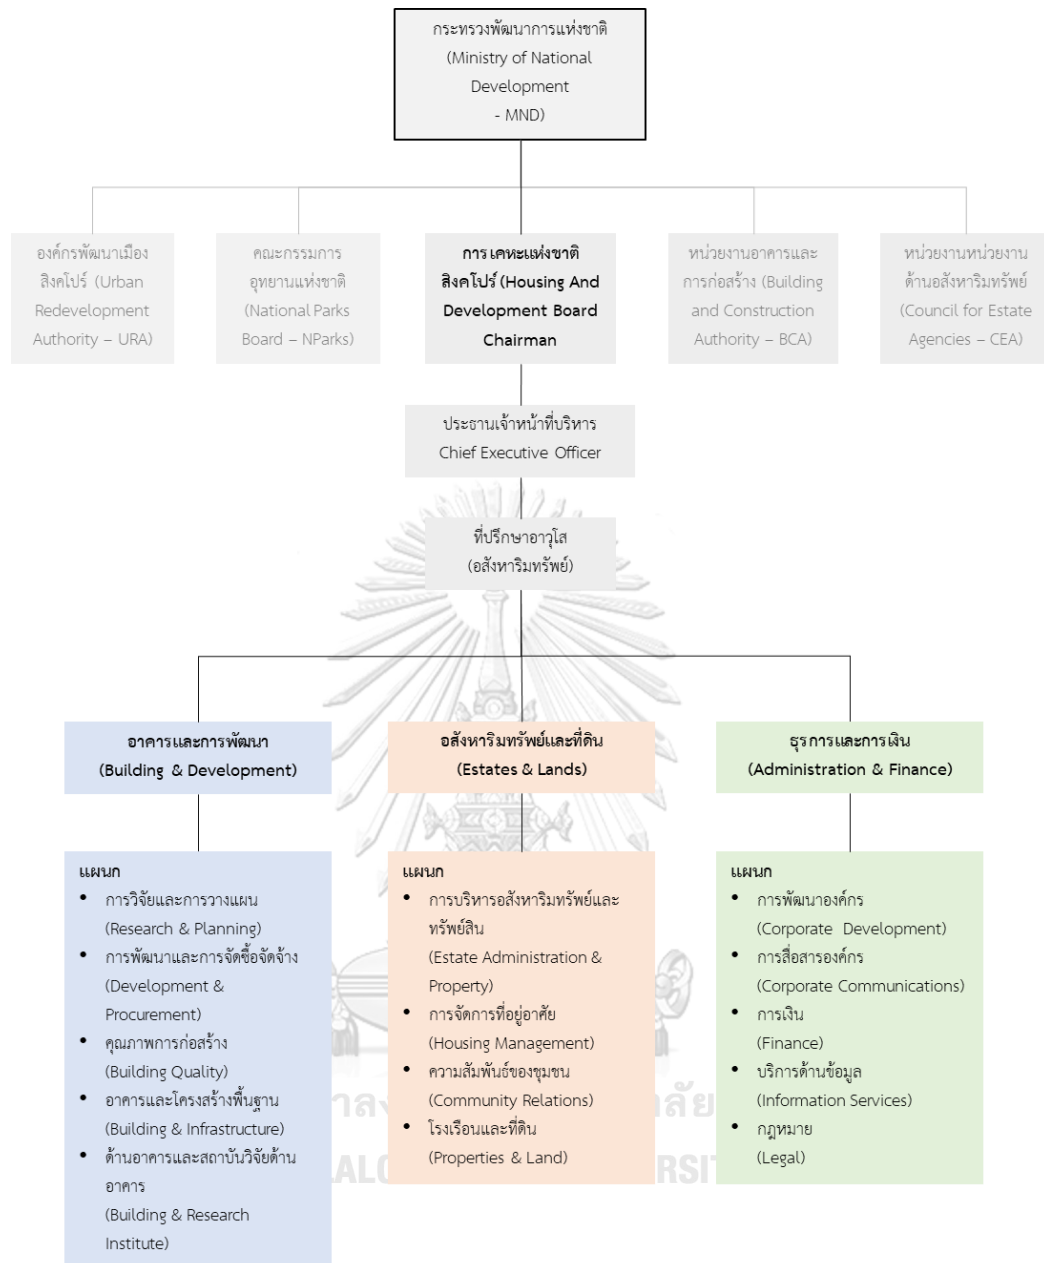 กระทรวงพัฒนาการแห่งชาติ
(Ministry of National
Development
- MND)
องค์กรพัฒนาเมือง
สิงคโปร์ (Urban
Redevelopment
Authority – URA)
คณะกรรมการ
อุทยานแห่งชาติ
(National Parks
Board – NParks)
การเคหะแห่งชาติ
สิงคโปร์ (Housing And
Development Board
Chairman
หน่วยงานอาคารและ
การก่อสร้าง (Building
and Construction
Authority – BCA)
หน่วยงานหน่วยงาน
ด้านอสังหาริมทรัพย์
(Council for Estate
Agencies – CEA)
ประธานเจ้าหน้าที่บริหาร
Chief Executive Officer
ที่ปรึกษาอาวุโส
(อสังหาริมทรัพย์)
อาคารและการพัฒนา
(Building & Development)
อสังหาริมทรัพย์และที่ดิน
(Estates & Lands)
ธุรการและการเงิน
(Administration & Finance)
แผนก
• การวิจัยและการวางแผน
(Research & Planning)
• การพัฒนาและการจัดซื้อจัดจ้าง
(Development &
Procurement)
• คุณภาพการก่อสร้าง
(Building Quality)
• อาคารและโครงสร้างพื้นฐาน
(Building & Infrastructure)
• ด้านอาคารและสถาบันวิจัยด้าน
อาคาร
(Building & Research
Institute)
แผนก
• การบริหารอสังหาริมทรัพย์และ
ทรัพย์สิน
(Estate Administration &
Property)
• การจัดการที่อยู่อาศัย
(Housing Management)
• ความสัมพันธ์ของชุมชน
(Community Relations)
• โรงเรือนและที่ดิน
(Properties & Land)
แผนก
• การพัฒนาองค์กร
(Corporate Development)
• การสื่อสารองค์กร
(Corporate Communications)
• การเงิน
(Finance)
• บริการด้านข้อมูล
(Information Services)
• กฎหมาย
(Legal)